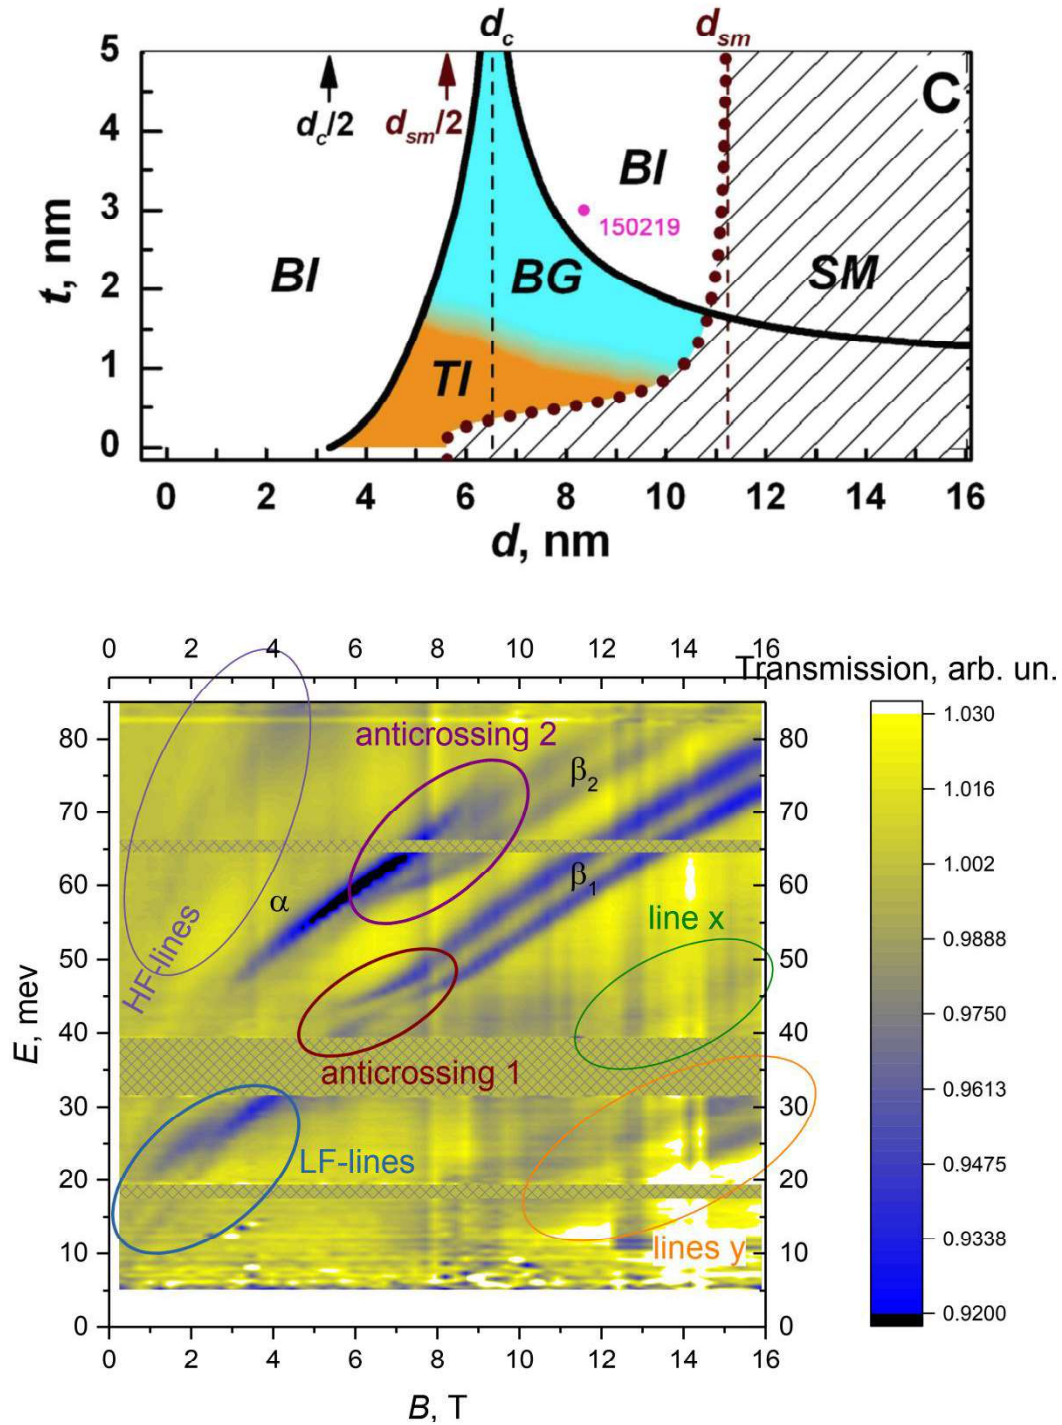 d_c
d_sm
5
4
3
2
1
0
t, nm
d_c/2
d_sm/2
C
BI
BI
150219
BG
SM
TI
0 2 4 6 8 10 12 14 16
d, nm
0 2 4 6 8 10 12 14 16
Transmission, arb. un.
80
70
60
50
40
30
20
10
0
E, mev
80
70
60
50
40
30
20
10
0
HF-lines
anticrossing 2
β₂
α
β₁
line x
anticrossing 1
LF-lines
lines y
0 2 4 6 8 10 12 14 16
B, T
1.030
1.016
1.002
0.9888
0.9750
0.9613
0.9475
0.9338
0.9200